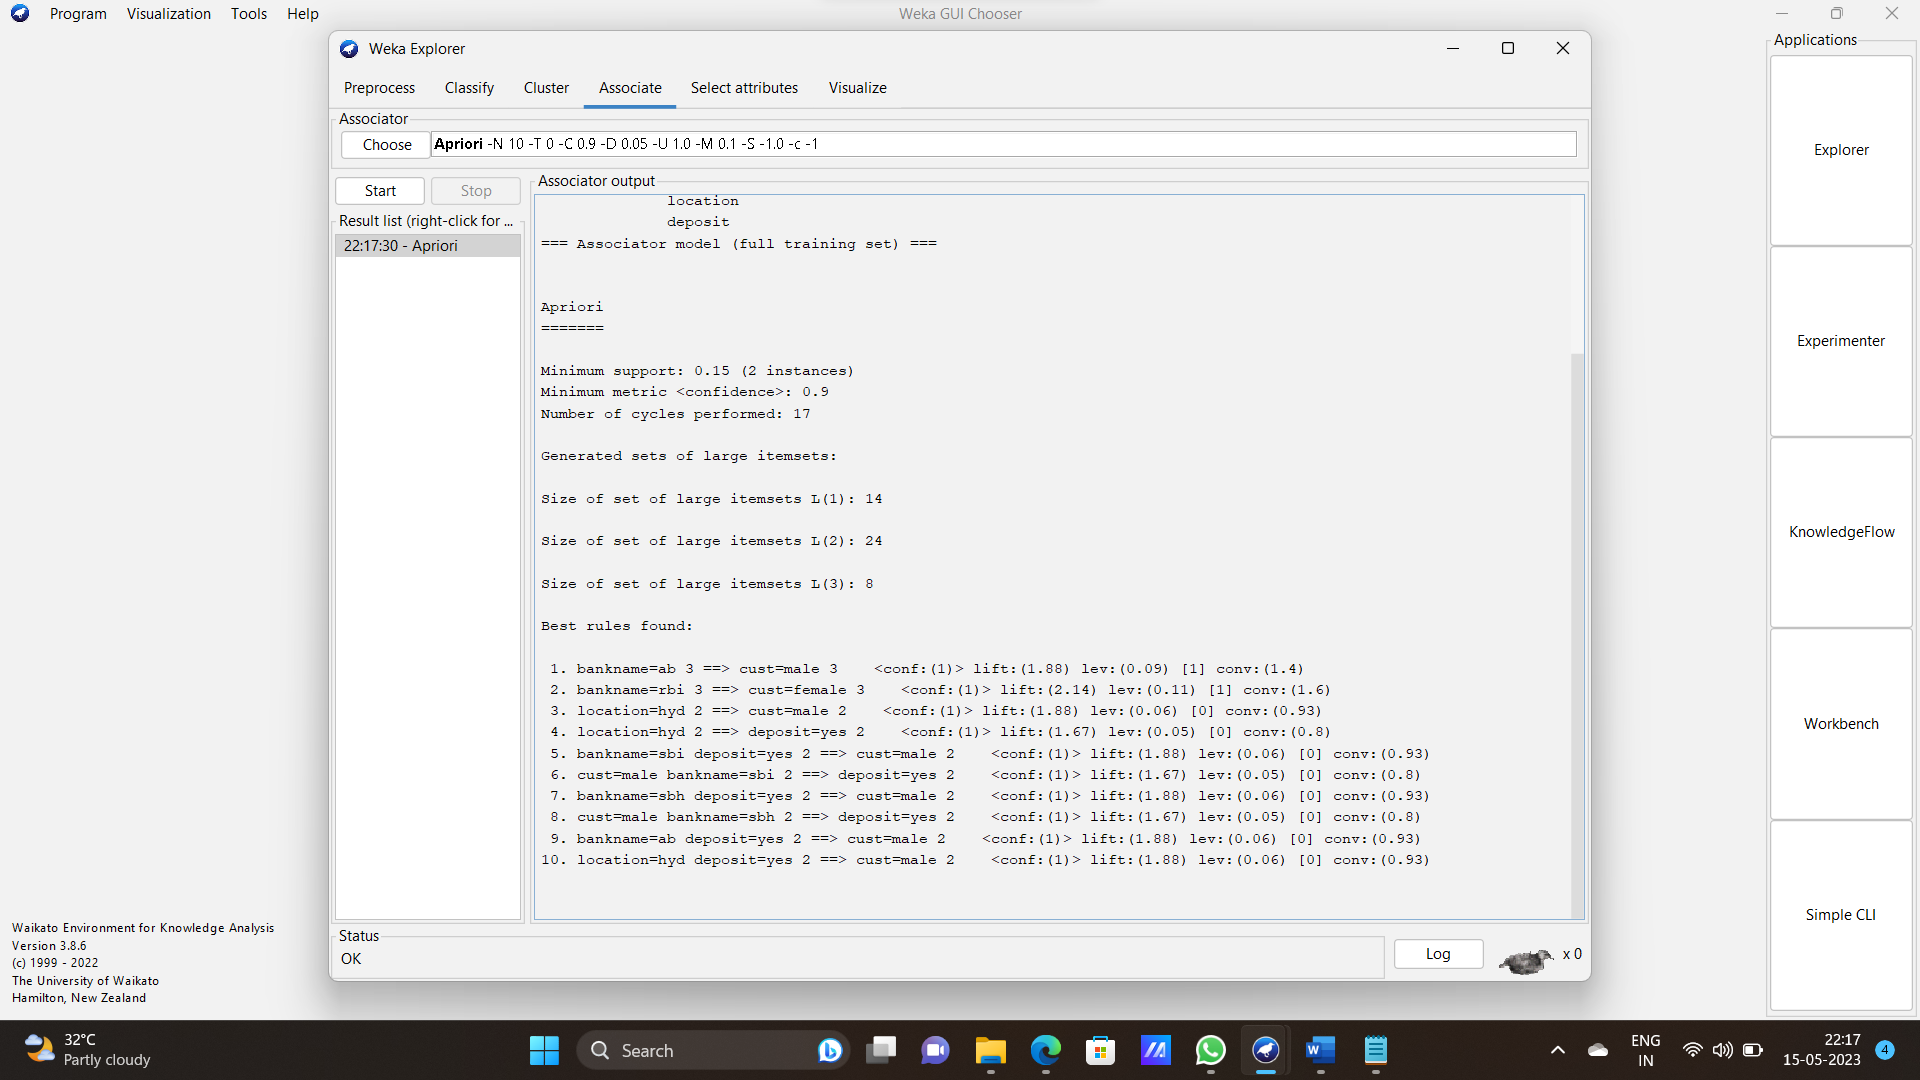 Program Visualization Tools Help
Weka GUI Chooser
Weka Explorer
Preprocess Classify Cluster Associate Select attributes Visualize
Associator
Choose Apriori -N 10 -T 0 -C 0.9 -D 0.05 -U 1.0 -M 0.1 -S -1.0 -c -1
Start Stop
Result list (right-click for ...
22:17:30 - Apriori
Associator output
location
deposit
=== Associator model (full training set) ===
Apriori
=======
Minimum support: 0.15 (2 instances)
Minimum metric <confidence>: 0.9
Number of cycles performed: 17
Generated sets of large itemsets:
Size of set of large itemsets L(1): 14
Size of set of large itemsets L(2): 24
Size of set of large itemsets L(3): 8
Best rules found:
1. bankname=ab 3 ==> cust=male 3    <conf:(1)> lift:(1.88) lev:(0.09) [1] conv:(1.4)
2. bankname=rbi 3 ==> cust=female 3    <conf:(1)> lift:(2.14) lev:(0.11) [1] conv:(1.6)
3. location=hyd 2 ==> cust=male 2    <conf:(1)> lift:(1.88) lev:(0.06) [0] conv:(0.93)
4. location=hyd 2 ==> deposit=yes 2    <conf:(1)> lift:(1.67) lev:(0.05) [0] conv:(0.8)
5. bankname=sbi deposit=yes 2 ==> cust=male 2    <conf:(1)> lift:(1.88) lev:(0.06) [0] conv:(0.93)
6. cust=male bankname=sbi 2 ==> deposit=yes 2    <conf:(1)> lift:(1.67) lev:(0.05) [0] conv:(0.8)
7. bankname=sbh deposit=yes 2 ==> cust=male 2    <conf:(1)> lift:(1.88) lev:(0.06) [0] conv:(0.93)
8. cust=male bankname=sbh 2 ==> deposit=yes 2    <conf:(1)> lift:(1.67) lev:(0.05) [0] conv:(0.8)
9. bankname=ab deposit=yes 2 ==> cust=male 2    <conf:(1)> lift:(1.88) lev:(0.06) [0] conv:(0.93)
10. location=hyd deposit=yes 2 ==> cust=male 2    <conf:(1)> lift:(1.88) lev:(0.06) [0] conv:(0.93)
Status
OK
Log
x 0
Applications
Explorer
Experimenter
KnowledgeFlow
Workbench
Simple CLI
Waikato Environment for Knowledge Analysis
Version 3.8.6
(c) 1999 - 2022
The University of Waikato
Hamilton, New Zealand
32°C
Partly cloudy
Search
W
ENG
IN
22:17
15-05-2023
4